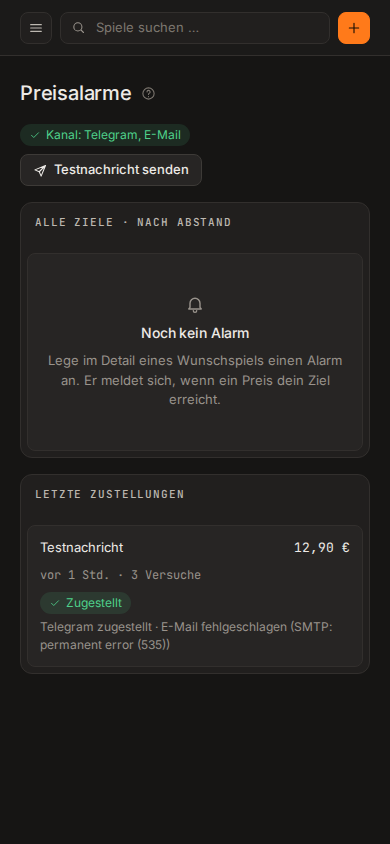 Spiele suchen ...
Preisalarme
Kanal: Telegram, E-Mail
Testnachricht senden
ALLE ZIELE · NACH ABSTAND
Noch kein Alarm
Lege im Detail eines Wunschspiels einen Alarm
an. Er meldet sich, wenn ein Preis dein Ziel
erreicht.
LETZTE ZUSTELLUNGEN
Testnachricht 12,90 €
vor 1 Std. · 3 Versuche
Zugestellt
Telegram zugestellt · E-Mail fehlgeschlagen (SMTP:
permanent error (535))